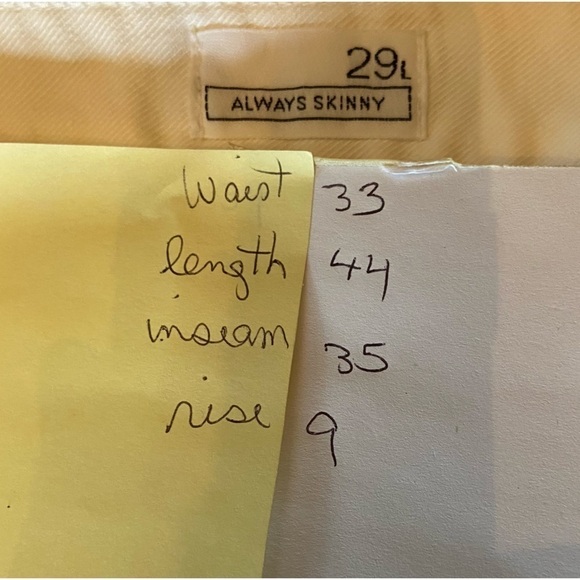 29L
ALWAYS SKINNY
Waist 33
length 44
inseam 35
rise 9